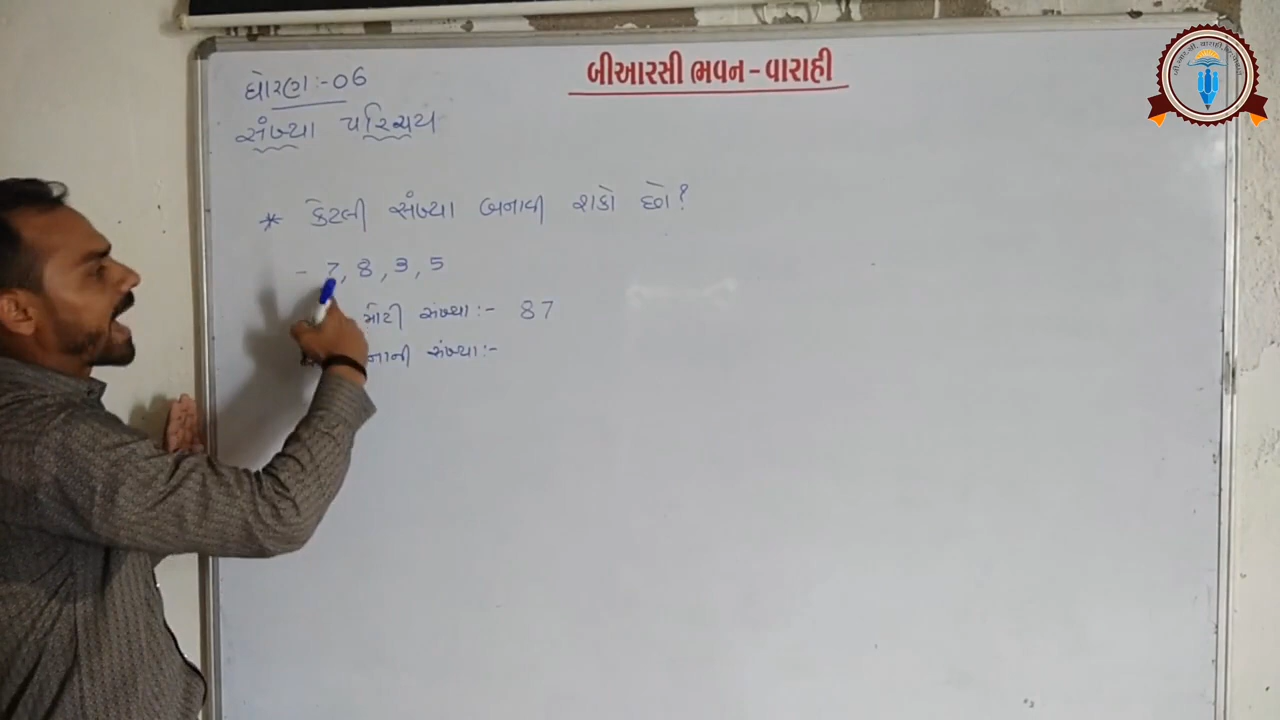 બીઆરસી ભવન - વારાહી
ધોરણ :- 06
સંખ્યા પરિચય
* કેટલી સંખ્યા બનાવી શકો છો ?
- 7, 8, 3, 5
મોટી સંખ્યા :- 87
નાની સંખ્યા :-